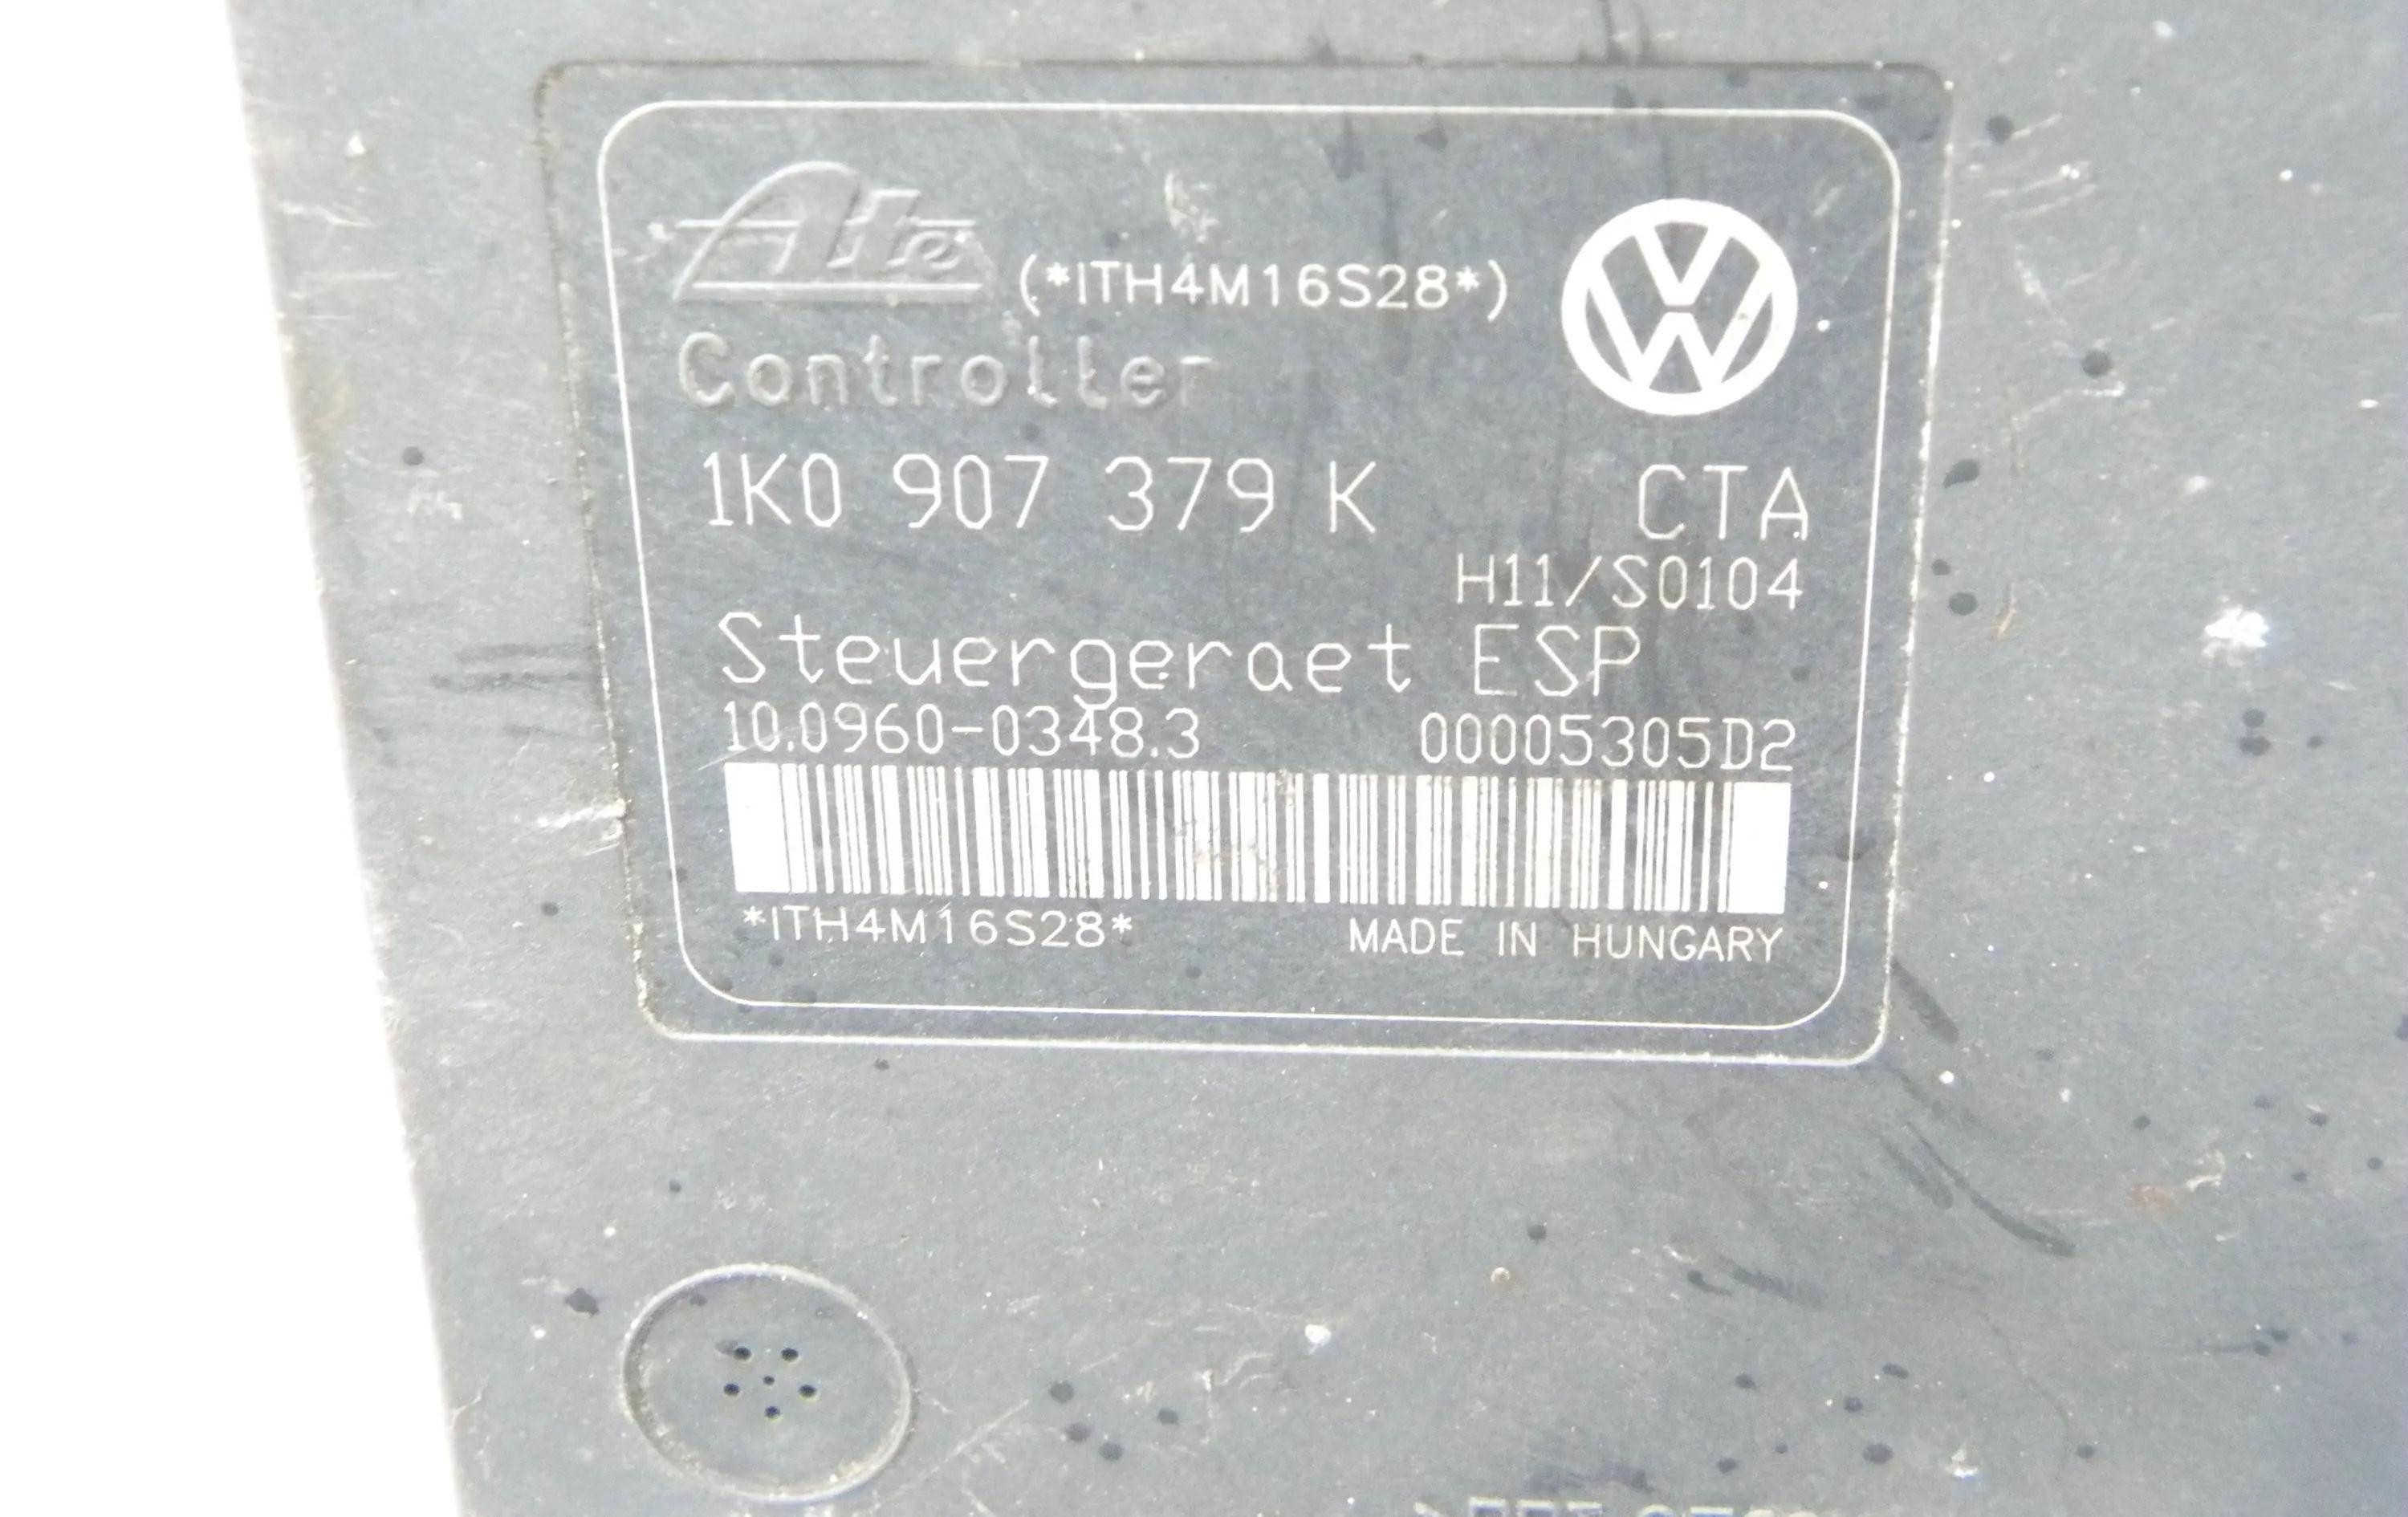 Ate (*ITH4M16S28*)
Controller
1K0 907 379 K CTA
H11/S0104
Steuergeraet ESP
10.0960-0348.3 00005305D2
*ITH4M16S28* MADE IN HUNGARY